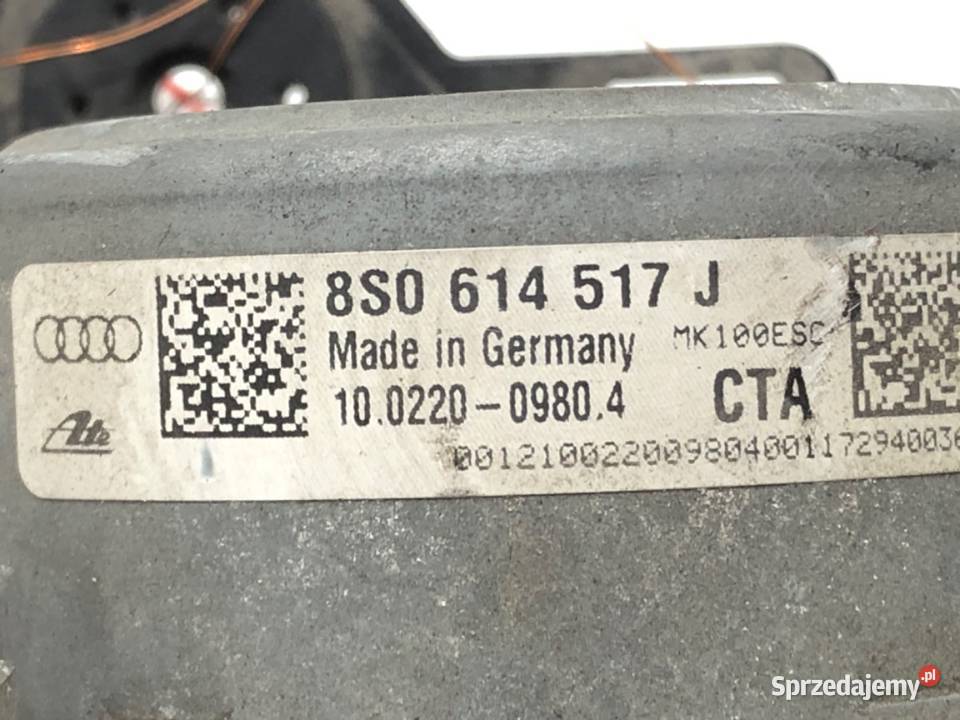 8S0 614 517 J
Made in Germany MK100ESC
10.0220-0980.4 CTA
Ate
00121002200980400117294003
Sprzedajemy.pl